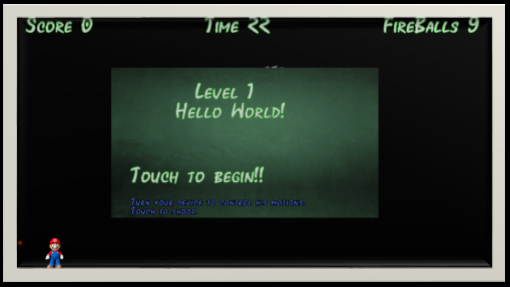 Score 0 Time 22 FireBalls 9
Level 1
Hello World!
Touch to begin!!
Turn your device to control his motions.
Touch to shoot.